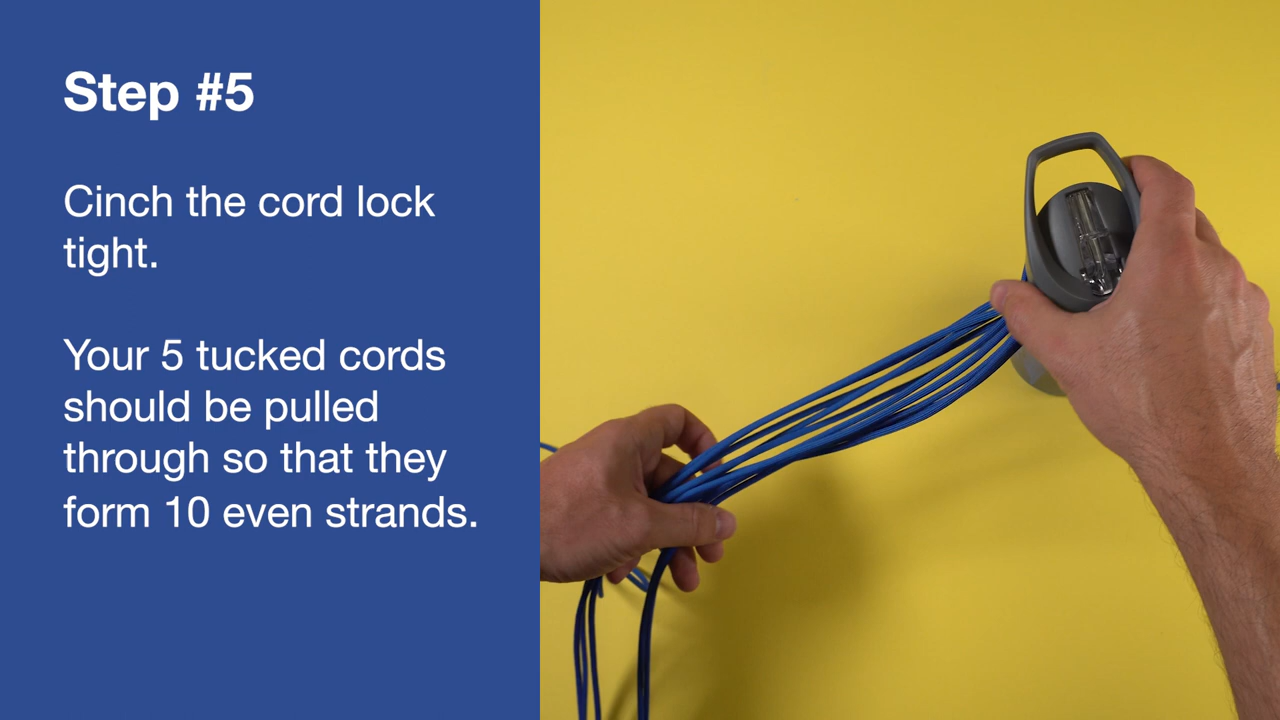 Step #5
Cinch the cord lock
tight.
Your 5 tucked cords
should be pulled
through so that they
form 10 even strands.